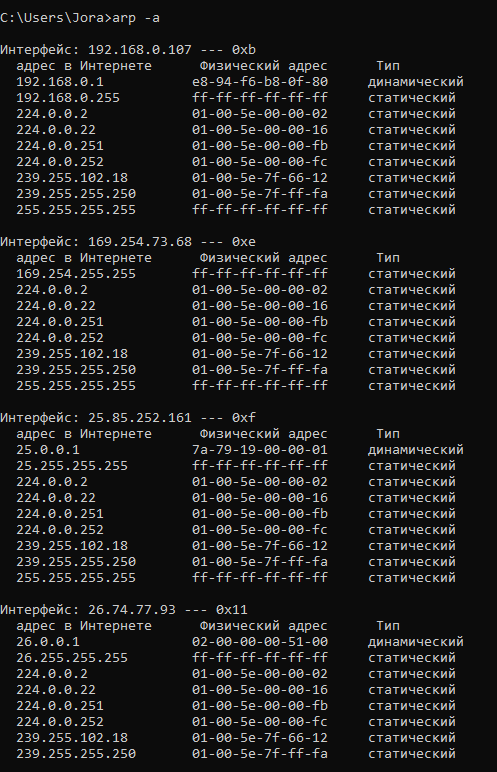 C:\Users\Jora>arp -a
Интерфейс: 192.168.0.107 --- 0xb
адрес в Интернете Физический адрес Тип
192.168.0.1 e8-94-f6-b8-0f-80 динамический
192.168.0.255 ff-ff-ff-ff-ff-ff статический
224.0.0.2 01-00-5e-00-00-02 статический
224.0.0.22 01-00-5e-00-00-16 статический
224.0.0.251 01-00-5e-00-00-fb статический
224.0.0.252 01-00-5e-00-00-fc статический
239.255.102.18 01-00-5e-7f-66-12 статический
239.255.255.250 01-00-5e-7f-ff-fa статический
255.255.255.255 ff-ff-ff-ff-ff-ff статический
Интерфейс: 169.254.73.68 --- 0xe
адрес в Интернете Физический адрес Тип
169.254.255.255 ff-ff-ff-ff-ff-ff статический
224.0.0.2 01-00-5e-00-00-02 статический
224.0.0.22 01-00-5e-00-00-16 статический
224.0.0.251 01-00-5e-00-00-fb статический
224.0.0.252 01-00-5e-00-00-fc статический
239.255.102.18 01-00-5e-7f-66-12 статический
239.255.255.250 01-00-5e-7f-ff-fa статический
255.255.255.255 ff-ff-ff-ff-ff-ff статический
Интерфейс: 25.85.252.161 --- 0xf
адрес в Интернете Физический адрес Тип
25.0.0.1 7a-79-19-00-00-01 динамический
25.255.255.255 ff-ff-ff-ff-ff-ff статический
224.0.0.2 01-00-5e-00-00-02 статический
224.0.0.22 01-00-5e-00-00-16 статический
224.0.0.251 01-00-5e-00-00-fb статический
224.0.0.252 01-00-5e-00-00-fc статический
239.255.102.18 01-00-5e-7f-66-12 статический
239.255.255.250 01-00-5e-7f-ff-fa статический
255.255.255.255 ff-ff-ff-ff-ff-ff статический
Интерфейс: 26.74.77.93 --- 0x11
адрес в Интернете Физический адрес Тип
26.0.0.1 02-00-00-00-51-00 динамический
26.255.255.255 ff-ff-ff-ff-ff-ff статический
224.0.0.2 01-00-5e-00-00-02 статический
224.0.0.22 01-00-5e-00-00-16 статический
224.0.0.251 01-00-5e-00-00-fb статический
224.0.0.252 01-00-5e-00-00-fc статический
239.255.102.18 01-00-5e-7f-66-12 статический
239.255.255.250 01-00-5e-7f-ff-fa статический